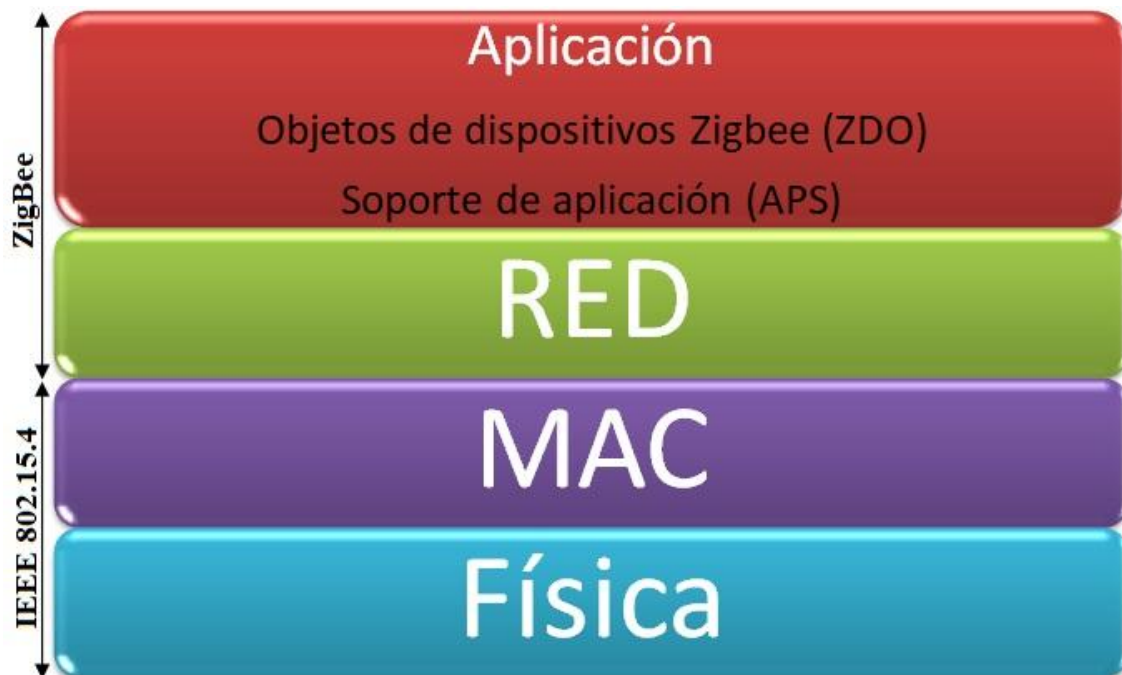 Aplicación
Objetos de dispositivos Zigbee (ZDO)
Soporte de aplicación (APS)
ZigBee
RED
MAC
IEEE 802.15.4
Física